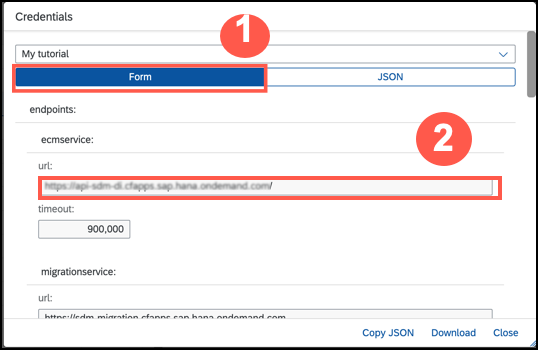 Credentials
1
My tutorial
Form
JSON
endpoints:
ecmservice:
2
url:
https://api-sdm-di.cfapps.sap.hana.ondemand.com/
timeout:
900,000
migrationservice:
url:
https://sdm-migration.cfapps.sap.hana.ondemand.com
Copy JSON
Download
Close